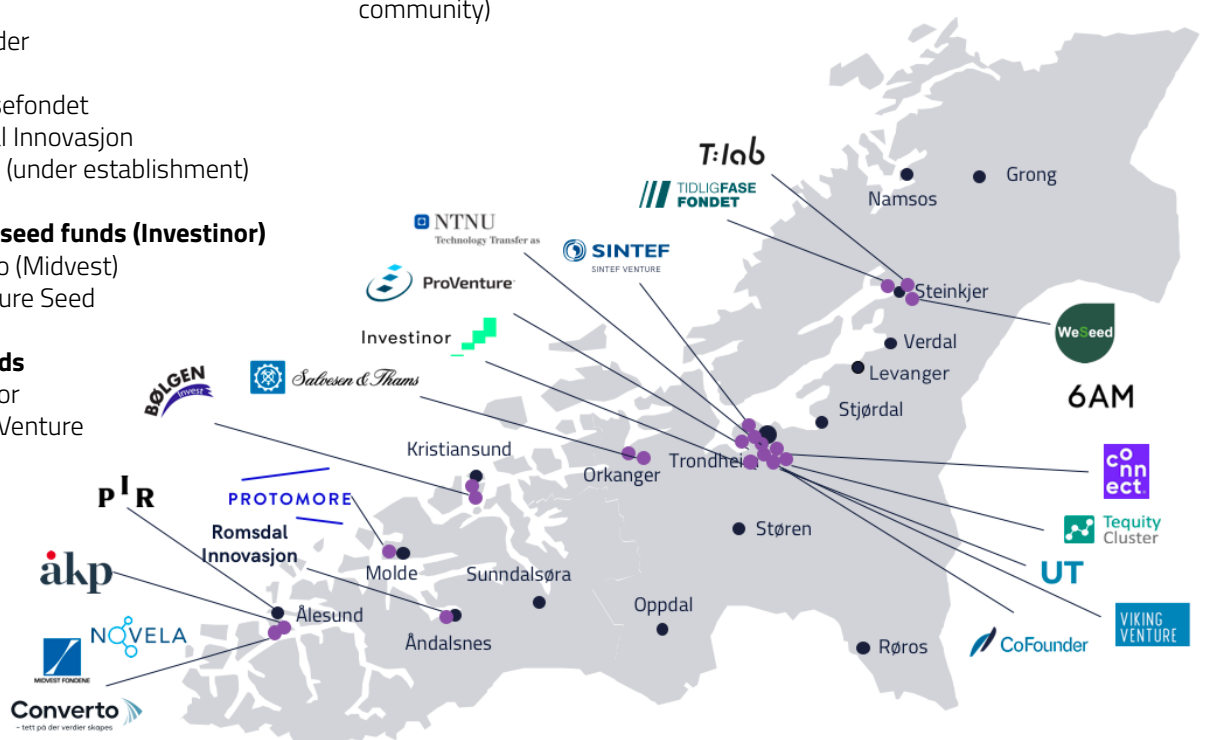 community)
der
sefondet
l Innovasjon
(under establishment)
seed funds (Investinor)
o (Midvest)
ure Seed
ds
or
Venture
T:lab
TIDLIGFASE
FONDET
Namsos
Grong
NTNU
Technology Transfer as
SINTEF
SINTEF VENTURE
ProVenture
Investinor
Steinkjer
WeSeed
Verdal
Levanger
6AM
BØLGEN
Invest
Salvesen & Thams
Stjørdal
Kristiansund
Orkanger
Trondheim
connect
PIR
PROTOMORE
Romsdal
Innovasjon
Støren
Tequity
Cluster
åkp
Molde
Sunndalsøra
UT
Ålesund
Oppdal
NOVELA
Åndalsnes
Røros
CoFounder
VIKING
VENTURE
MIDVEST FONDENE
Converto
- tett på der verdier skapes